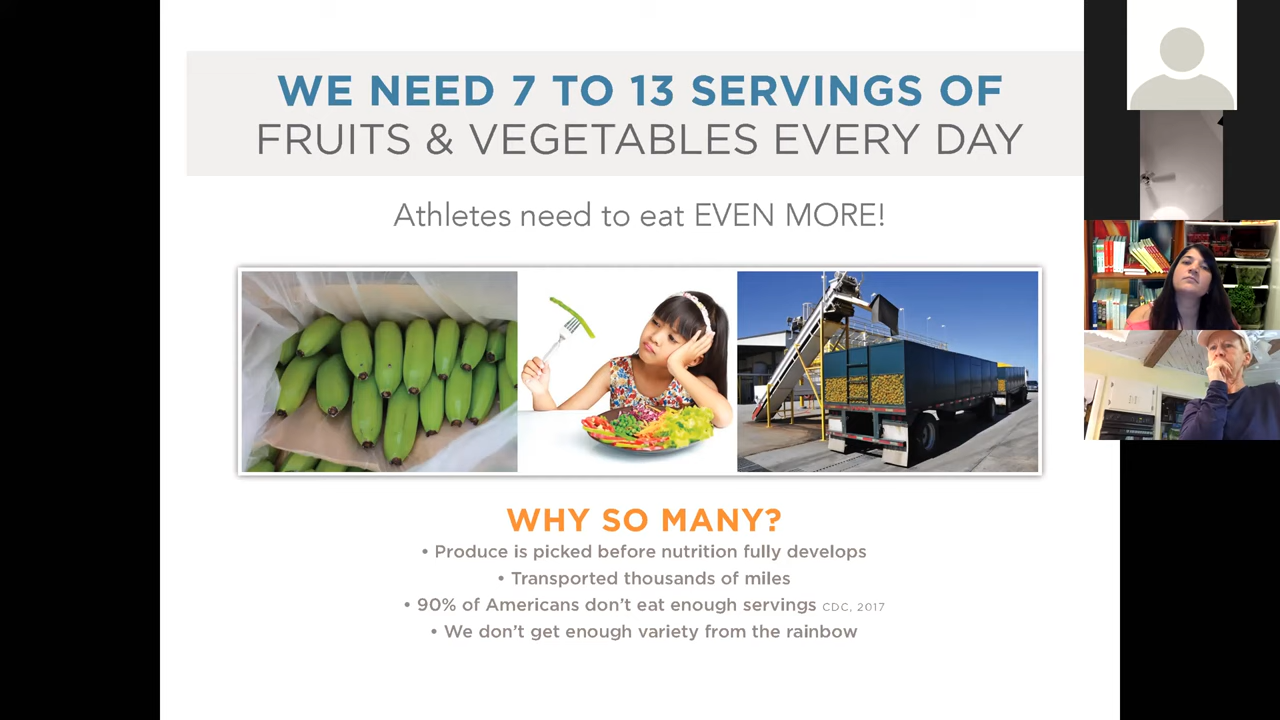 WE NEED 7 TO 13 SERVINGS OF
FRUITS & VEGETABLES EVERY DAY
Athletes need to eat EVEN MORE!
WHY SO MANY?
• Produce is picked before nutrition fully develops
• Transported thousands of miles
• 90% of Americans don't eat enough servings CDC, 2017
• We don't get enough variety from the rainbow